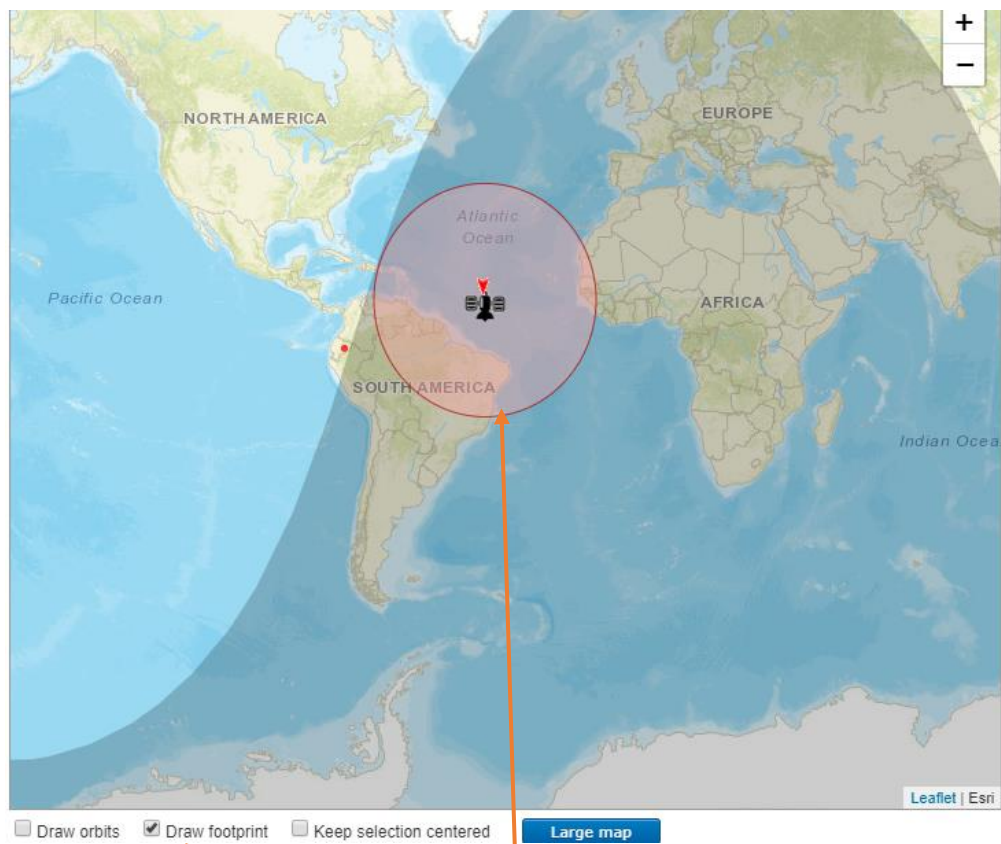 +
−
NORTH AMERICA
EUROPE
Atlantic
Ocean
Pacific Ocean
AFRICA
SOUTH AMERICA
Indian Ocea
Leaflet | Esri
Draw orbits Draw footprint Keep selection centered Large map